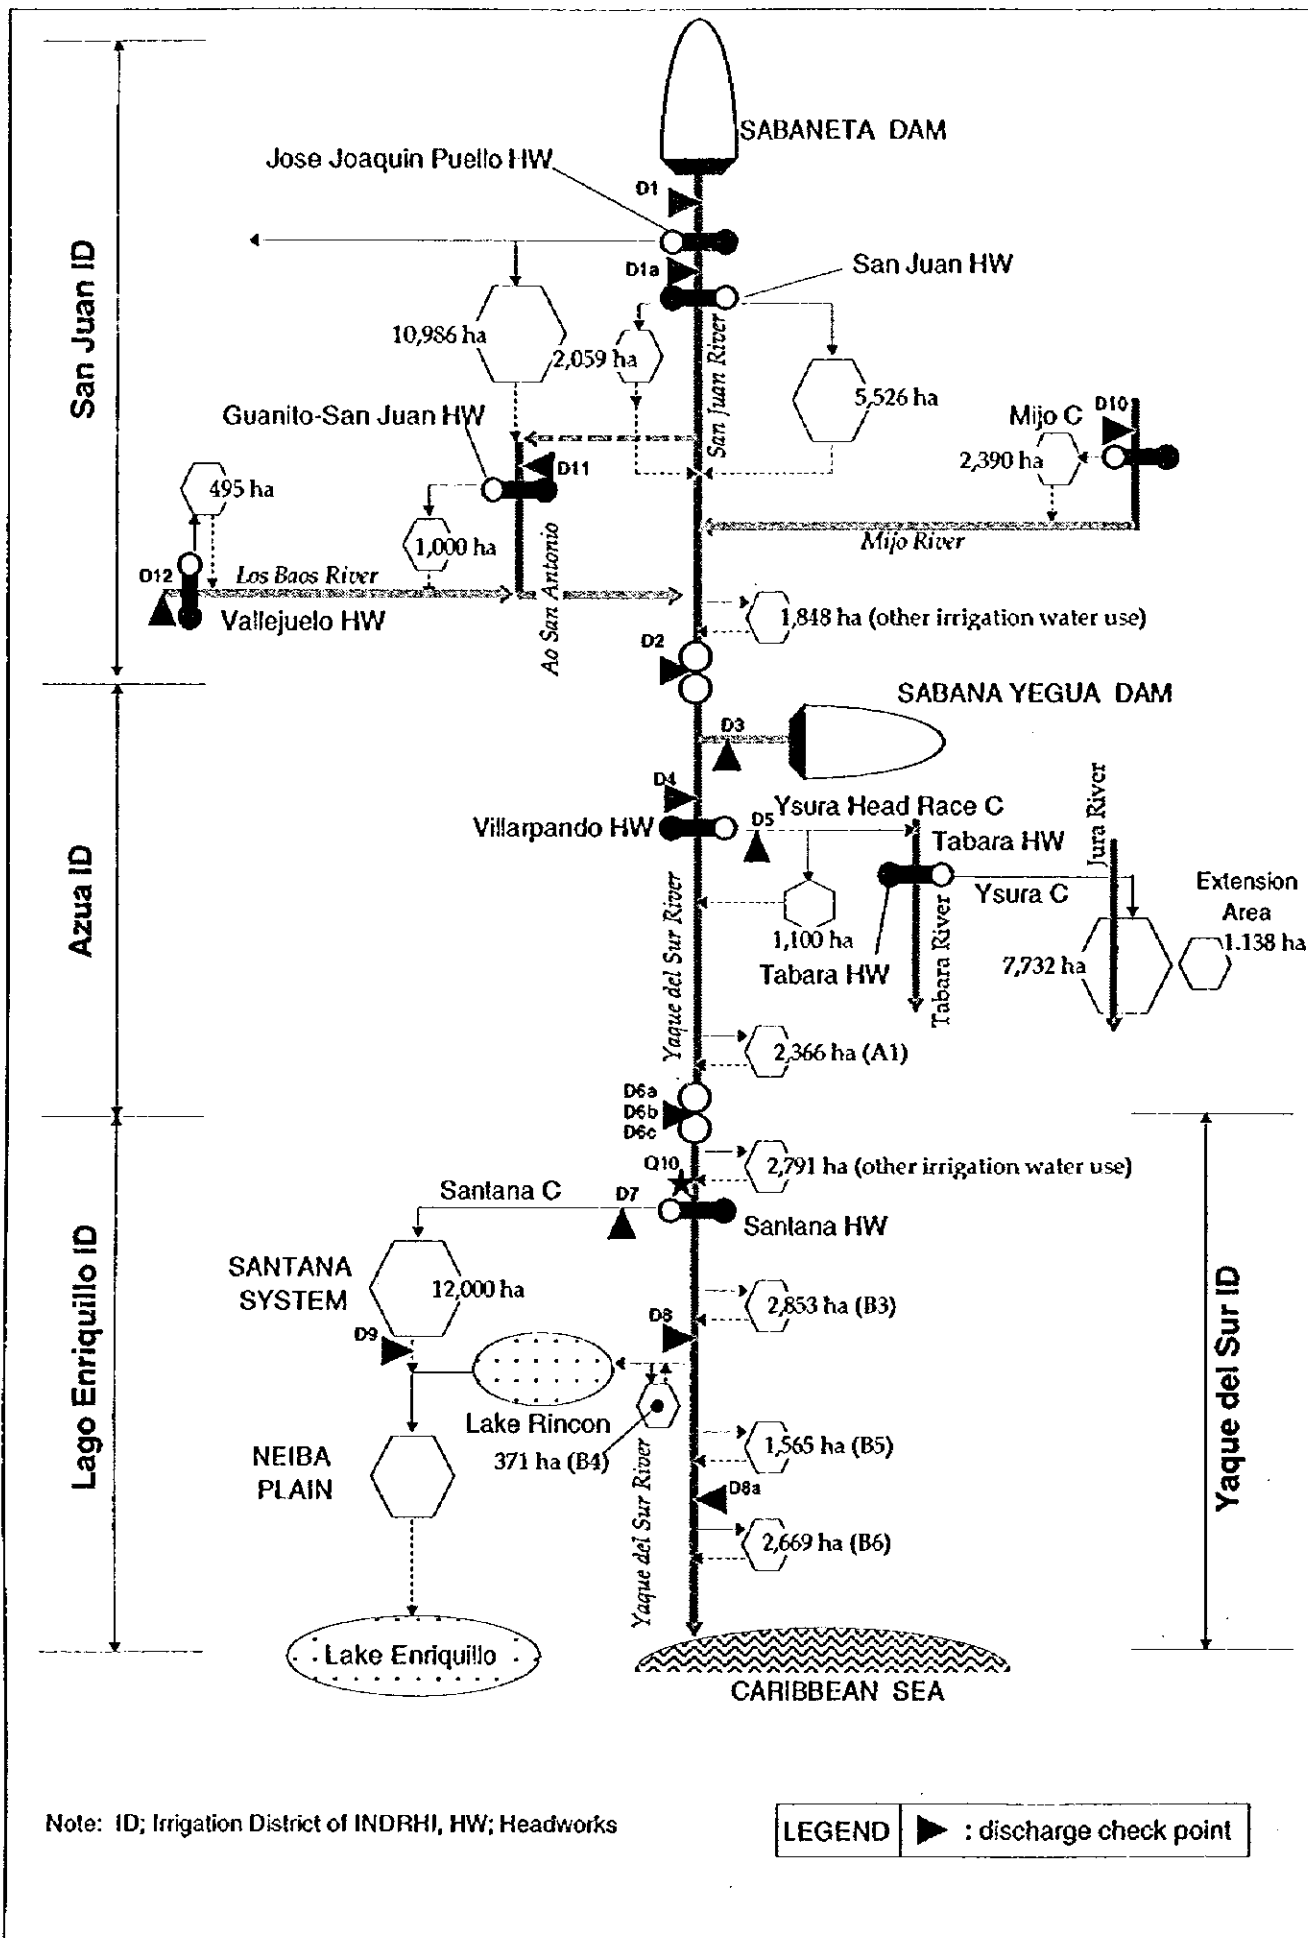 SABANETA DAM
Jose Joaquin Puello HW
D1
D1a
San Juan HW
San Juan ID
10,986 ha
2,059 ha
San Juan River
5,526 ha
Guanito-San Juan HW
Mijo C
D10
2,390 ha
D11
495 ha
1,000 ha
Mijo River
D12
Los Baos River
Vallejuelo HW
Ao San Antonio
1,848 ha (other irrigation water use)
D2
SABANA YEGUA DAM
D3
D4
Villarpando HW
D5
Ysura Head Race C
Tabara HW
Jura River
Azua ID
Ysura C
Extension
Area
1.138 ha
1,100 ha
Tabara HW
Tabara River
7,732 ha
Yaque del Sur River
2,366 ha (A1)
D6a
D6b
D6c
2,791 ha (other irrigation water use)
Q10
Santana C
D7
Santana HW
Lago Enriquillo ID
SANTANA
SYSTEM
12,000 ha
2,853 ha (B3)
D8
D9
Yaque del Sur ID
Lake Rincon
371 ha (B4)
1,565 ha (B5)
NEIBA
PLAIN
Yaque del Sur River
D8a
2,669 ha (B6)
Lake Enriquillo
CARIBBEAN SEA
Note: ID; Irrigation District of INDRHI, HW; Headworks
LEGEND
: discharge check point